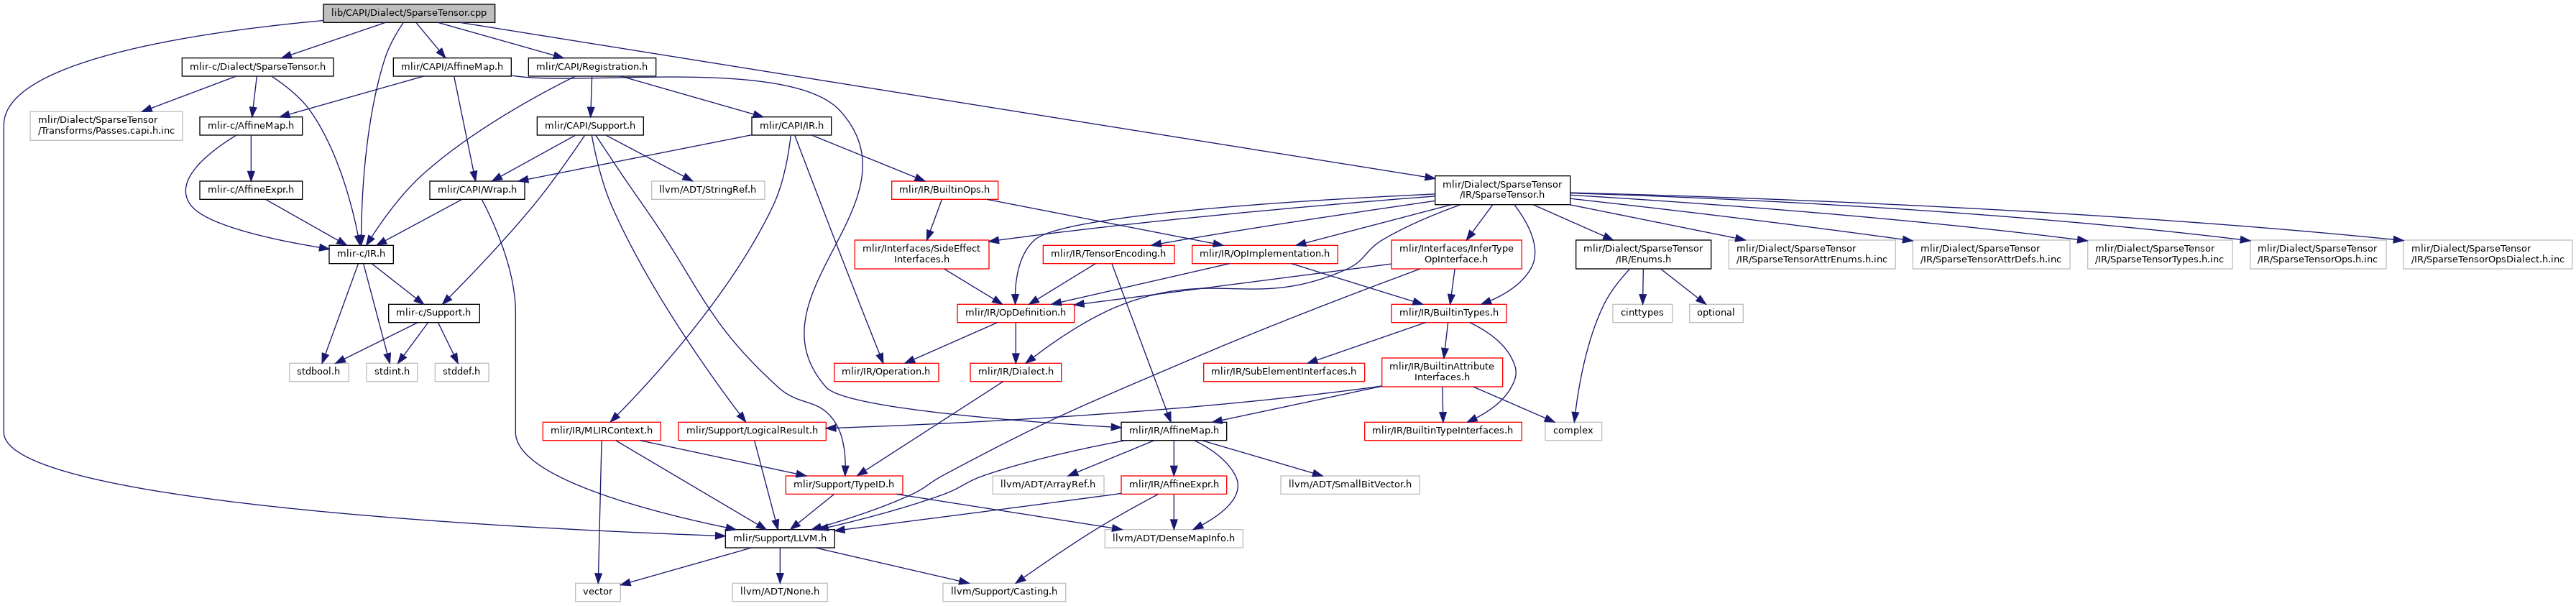 lib/CAPI/Dialect/SparseTensor.cpp
mlir-c/Dialect/SparseTensor.h
mlir/CAPI/AffineMap.h
mlir/CAPI/Registration.h
mlir/Dialect/SparseTensor
/Transforms/Passes.capi.h.inc
mlir-c/AffineMap.h
mlir/CAPI/Support.h
mlir/CAPI/IR.h
mlir-c/AffineExpr.h
mlir/CAPI/Wrap.h
llvm/ADT/StringRef.h
mlir/IR/BuiltinOps.h
mlir/Dialect/SparseTensor
/IR/SparseTensor.h
mlir-c/IR.h
mlir/Interfaces/SideEffect
Interfaces.h
mlir/IR/TensorEncoding.h
mlir/IR/OpImplementation.h
mlir/Interfaces/InferType
OpInterface.h
mlir/Dialect/SparseTensor
/IR/Enums.h
mlir/Dialect/SparseTensor
/IR/SparseTensorAttrEnums.h.inc
mlir/Dialect/SparseTensor
/IR/SparseTensorAttrDefs.h.inc
mlir/Dialect/SparseTensor
/IR/SparseTensorTypes.h.inc
mlir/Dialect/SparseTensor
/IR/SparseTensorOps.h.inc
mlir/Dialect/SparseTensor
/IR/SparseTensorOpsDialect.h.inc
mlir-c/Support.h
mlir/IR/OpDefinition.h
mlir/IR/BuiltinTypes.h
cinttypes
optional
stdbool.h
stdint.h
stddef.h
mlir/IR/Operation.h
mlir/IR/Dialect.h
mlir/IR/SubElementInterfaces.h
mlir/IR/BuiltinAttribute
Interfaces.h
mlir/IR/MLIRContext.h
mlir/Support/LogicalResult.h
mlir/IR/AffineMap.h
mlir/IR/BuiltinTypeInterfaces.h
complex
mlir/Support/TypeID.h
llvm/ADT/ArrayRef.h
mlir/IR/AffineExpr.h
llvm/ADT/SmallBitVector.h
mlir/Support/LLVM.h
llvm/ADT/DenseMapInfo.h
vector
llvm/ADT/None.h
llvm/Support/Casting.h